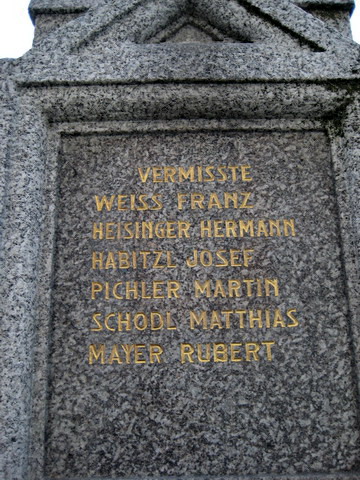 VERMISSTE
WEISS FRANZ
HEISINGER HERMANN
HABITZL JOSEF
PICHLER MARTIN
SCHODL MATTHIAS
MAYER RUBERT